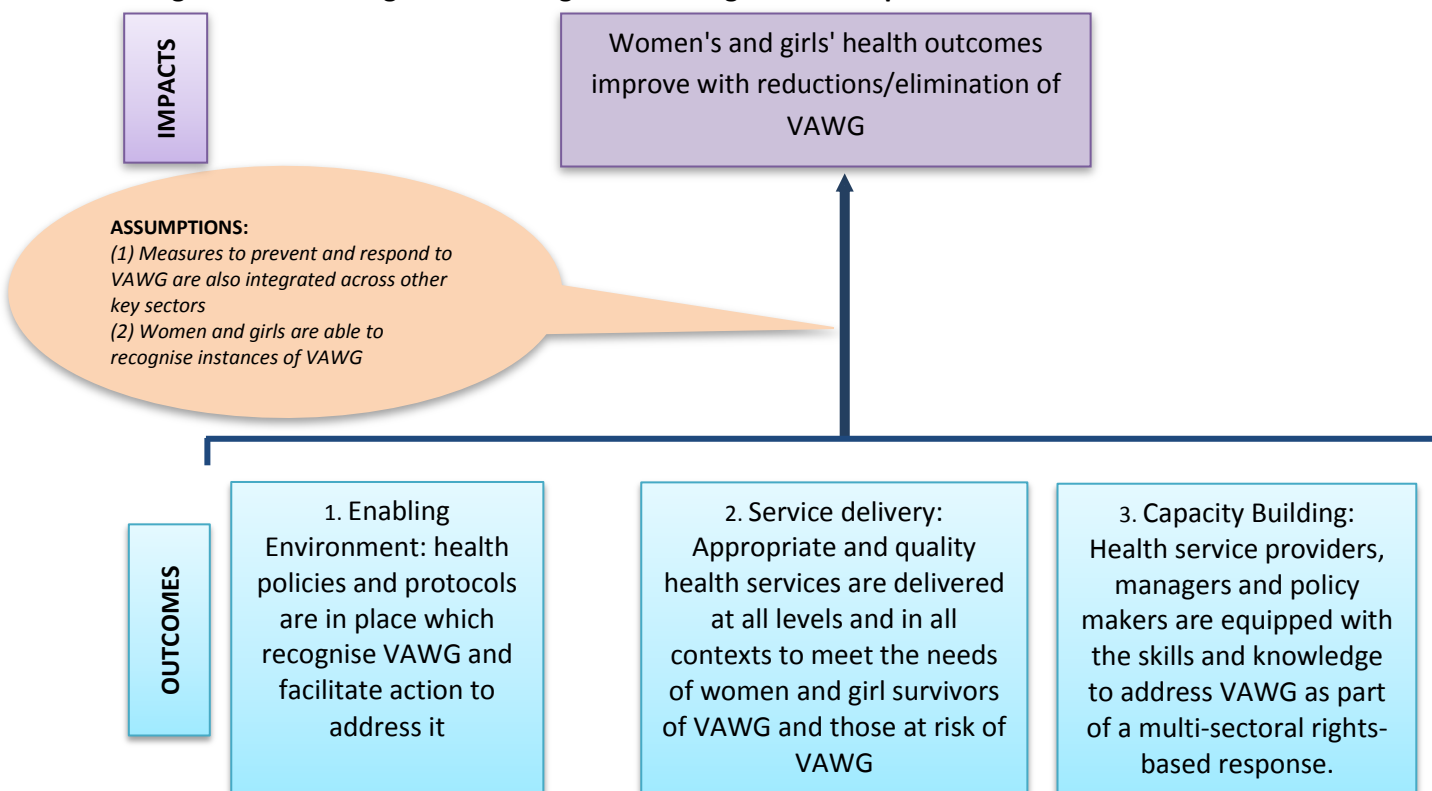 IMPACTS
Women's and girls' health outcomes
improve with reductions/elimination of
VAWG
ASSUMPTIONS:
(1) Measures to prevent and respond to
VAWG are also integrated across other
key sectors
(2) Women and girls are able to
recognise instances of VAWG
OUTCOMES
1. Enabling
Environment: health
policies and protocols
are in place which
recognise VAWG and
facilitate action to
address it
2. Service delivery:
Appropriate and quality
health services are delivered
at all levels and in all
contexts to meet the needs
of women and girl survivors
of VAWG and those at risk of
VAWG
3. Capacity Building:
Health service providers,
managers and policy
makers are equipped with
the skills and knowledge
to address VAWG as part
of a multi-sectoral rights-
based response.